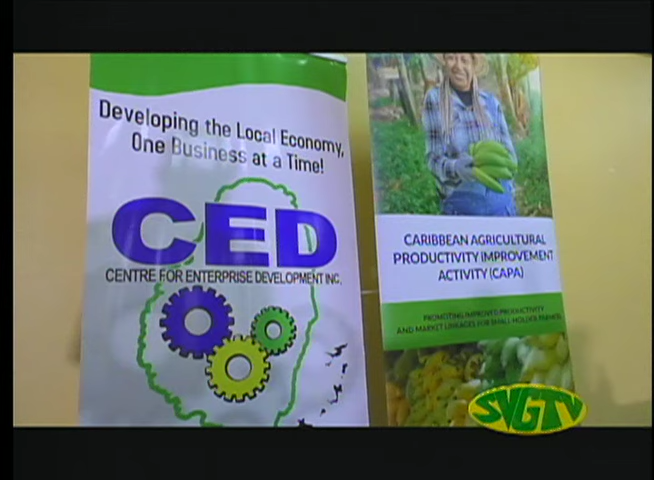 Developing the Local Economy,
One Business at a Time!
CED
CENTRE FOR ENTERPRISE DEVELOPMENT INC.
CARIBBEAN AGRICULTURAL
PRODUCTIVITY IMPROVEMENT
ACTIVITY (CAPA)
PROMOTING IMPROVED PRODUCTIVITY
AND MARKET LINKAGES FOR SMALL-HOLDER FARMERS
SVGTV